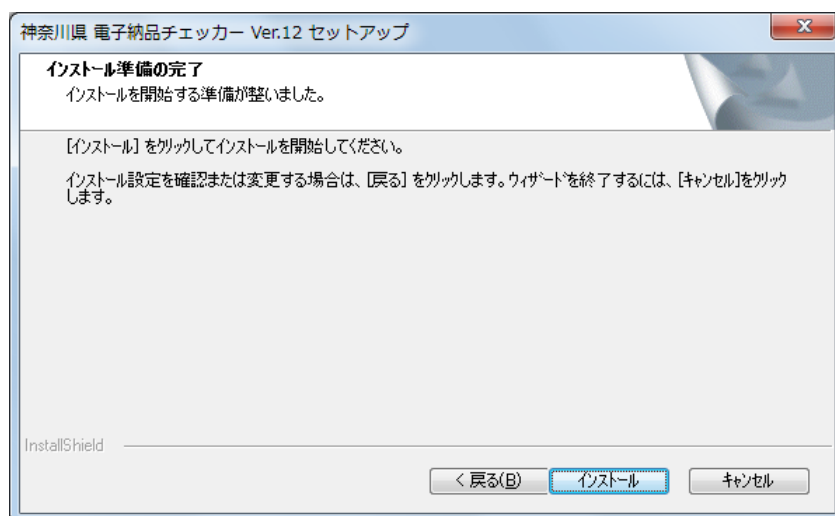 神奈川県 電子納品チェッカー Ver.12 セットアップ
インストール準備の完了
インストールを開始する準備が整いました。
[インストール] をクリックしてインストールを開始してください。
インストール設定を確認または変更する場合は、[戻る] をクリックします。ウィザードを終了するには、[キャンセル]をクリック
します。
InstallShield
< 戻る(B)
インストール
キャンセル